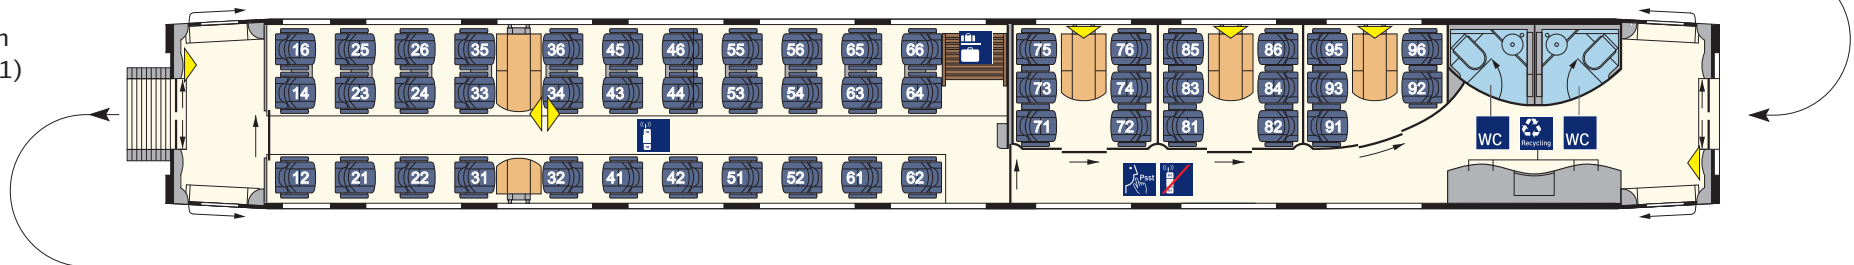 n
1)
16 25 26 35 36 45 46 55 56 65 66 75 76 85 86 95 96
14 23 24 33 34 43 44 53 54 63 64 73 74 83 84 93 92
71 72 81 82 91
WC Recycling WC
12 21 22 31 32 41 42 51 52 61 62 Psst